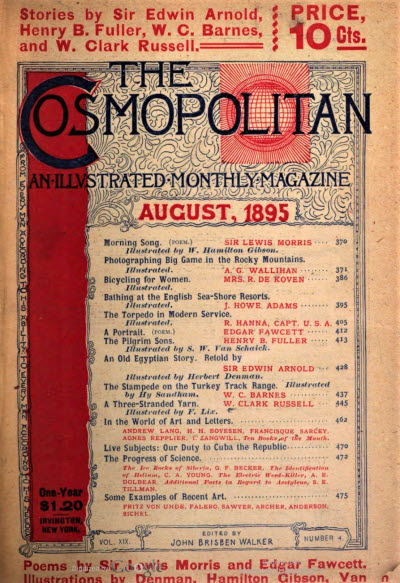 Stories by Sir Edwin Arnold,
Henry B. Fuller, W. C. Barnes,
and W. Clark Russell.
PRICE,
10 Cts.
THE
COSMOPOLITAN
AN·ILLVSTRATED·MONTHLY·MAGAZINE
AUGUST, 1895
Morning Song. (POEM.) SIR LEWIS MORRIS 370
Illustrated by W. Hamilton Gibson.
Photographing Big Game in the Rocky Mountains.
Illustrated. A. G. WALLIHAN 371
Bicycling for Women. MRS. R. DE KOVEN 386
Illustrated.
Bathing at the English Sea-Shore Resorts.
Illustrated. J. HOWE ADAMS 395
The Torpedo in Modern Service.
Illustrated. R. HANNA, CAPT. U. S. A. 405
A Portrait. (POEM.) EDGAR FAWCETT 412
The Pilgrim Sons. HENRY B. FULLER 413
Illustrated by S. W. Van Schaick.
An Old Egyptian Story. Retold by
SIR EDWIN ARNOLD 428
Illustrated by Herbert Denman.
The Stampede on the Turkey Track Range. Illustrated
by Hy Sandham. W. C. BARNES 437
A Three-Stranded Yarn. W. CLARK RUSSELL 445
Illustrated by F. Lix.
In the World of Art and Letters. 462
ANDREW LANG, H. H. BOYESEN, FRANCISQUE SARCEY,
AGNES REPPLIER, I. ZANGWILL, Ten Books of the Month.
Live Subjects: Our Duty to Cuba the Republic 470
The Progress of Science. 472
The Ice Rocks of Siberia, G. F. BECKER, The Identification
of Helium, C. A. YOUNG. The Electric Weed-Killer, A. E.
DOLBEAR. Additional Facts in Regard to Acetylene, S. E.
TILLMAN.
Some Examples of Recent Art. 475
FRITZ VON UHDE, FALERO, SAWYER, ARCHER, ANDERSON,
SICHEL.
One-Year
$1.20
IRVINGTON,
NEW YORK.
VOL. XIX.
EDITED BY
JOHN BRISBEN WALKER
NUMBER 4
Poems by Sir Lewis Morris and Edgar Fawcett.
Illustrations by Denman, Hamilton Gibson, Van